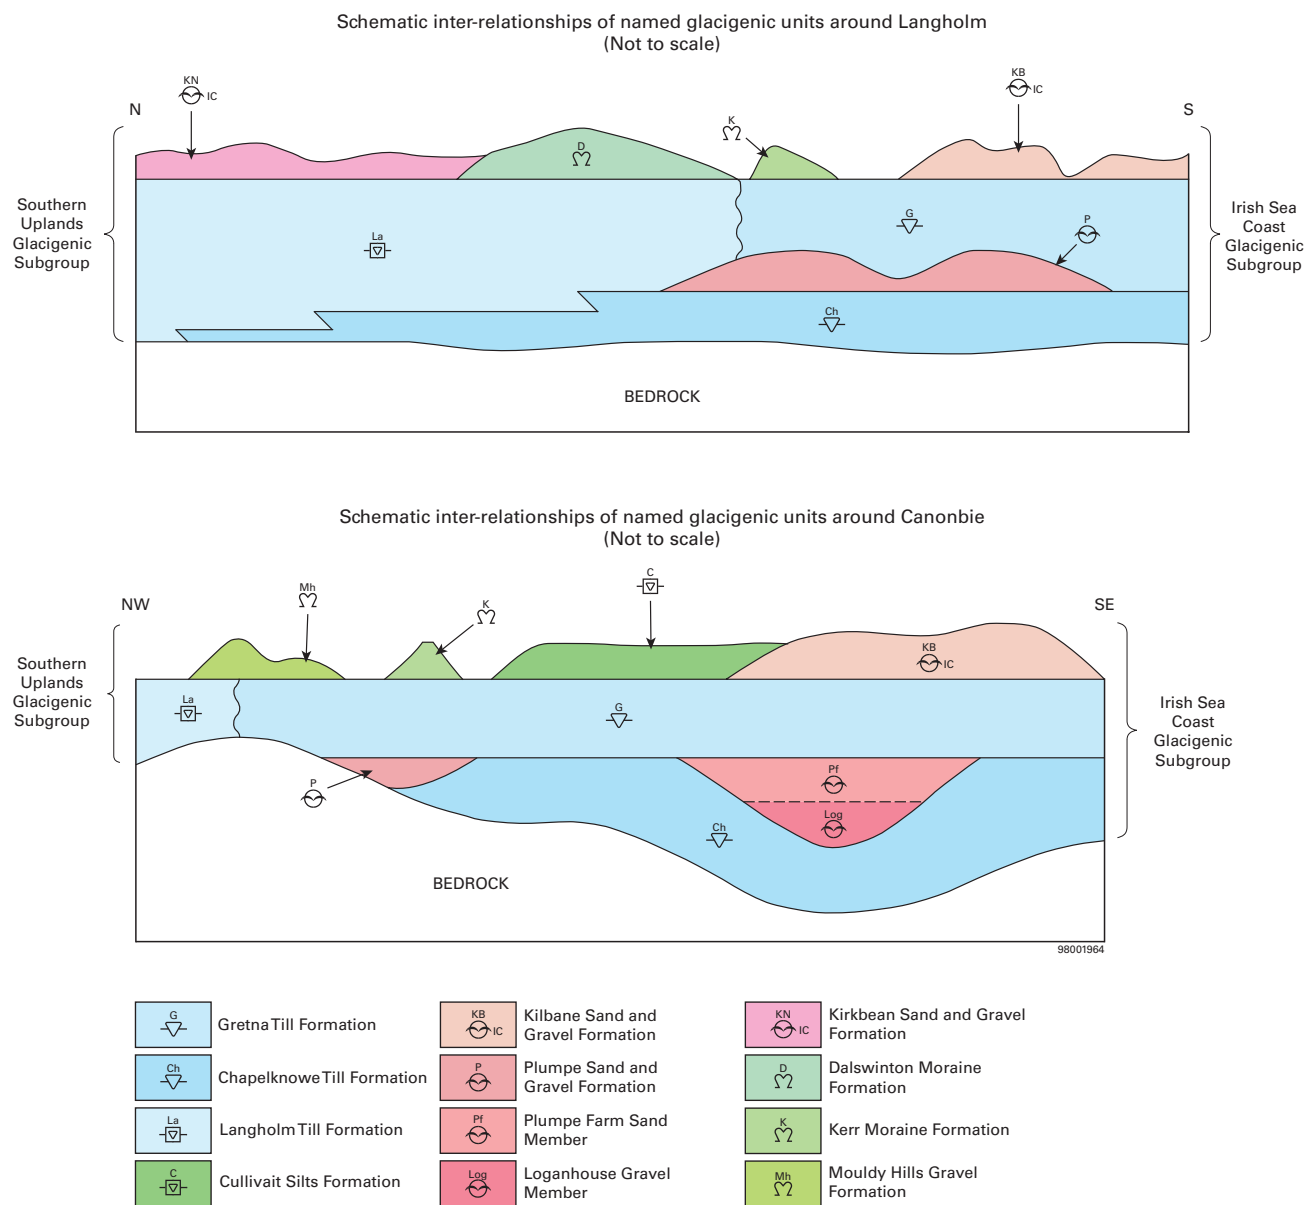 Schematic inter-relationships of named glacigenic units around Langholm
(Not to scale)
KN
IC
KB
IC
N
S
K
D
Southern
Uplands
Glacigenic
Subgroup
La
G
P
Irish Sea
Coast
Glacigenic
Subgroup
Ch
BEDROCK
Schematic inter-relationships of named glacigenic units around Canonbie
(Not to scale)
NW
Mh
K
C
SE
KB
IC
Southern
Uplands
Glacigenic
Subgroup
La
G
Irish Sea
Coast
Glacigenic
Subgroup
P
Pf
Log
Ch
BEDROCK
98001964
G
Gretna Till Formation
Ch
Chapelknowe Till Formation
La
Langholm Till Formation
C
Cullivait Silts Formation
KB
IC
Kilbane Sand and
Gravel Formation
P
Plumpe Sand and
Gravel Formation
Pf
Plumpe Farm Sand
Member
Log
Loganhouse Gravel
Member
KN
IC
Kirkbean Sand and Gravel
Formation
D
Dalswinton Moraine
Formation
K
Kerr Moraine Formation
Mh
Mouldy Hills Gravel
Formation